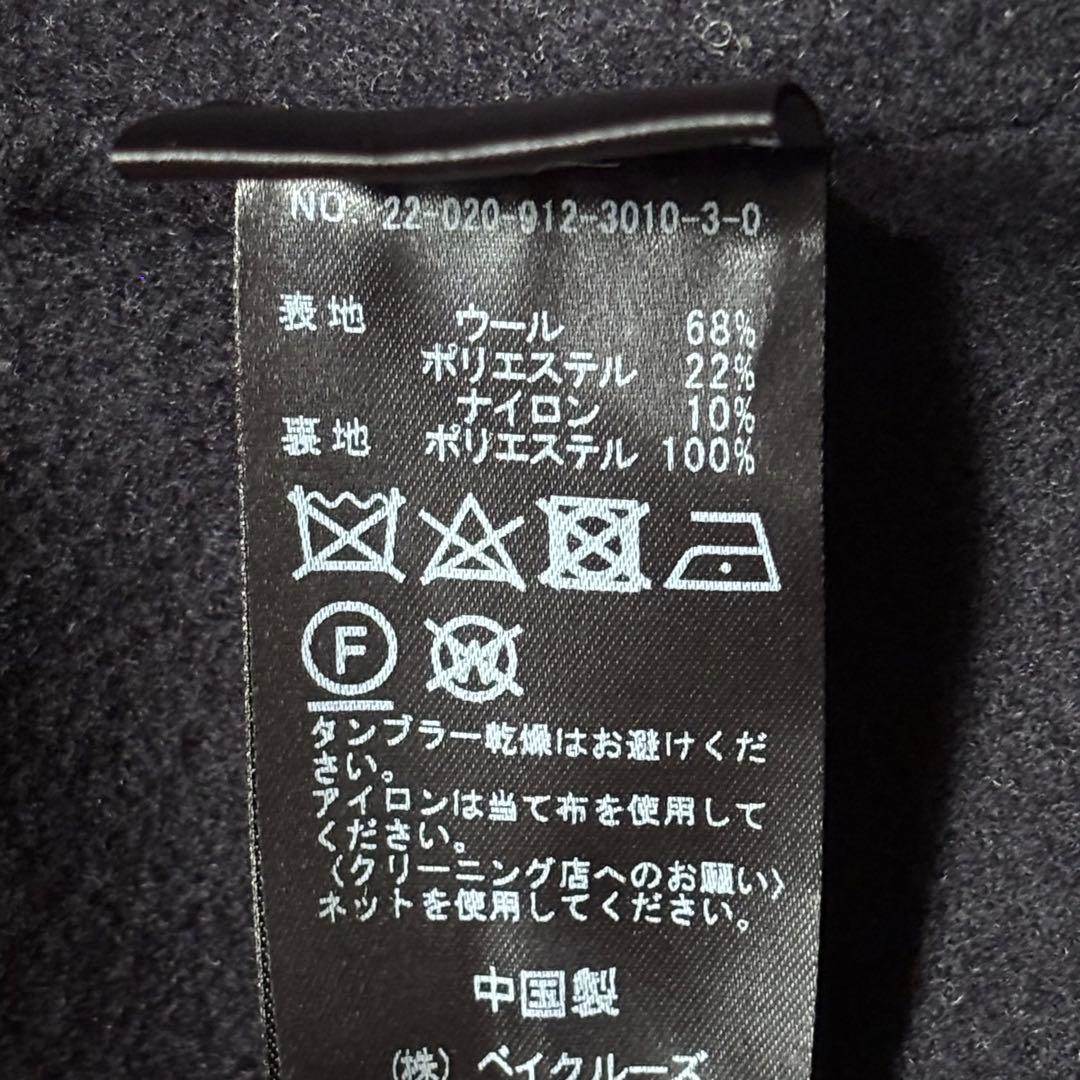 NO. 22-020-912-3010-3-0
表地 ウール 68%
ポリエステル 22%
ナイロン 10%
裏地 ポリエステル 100%
F
W
タンブラー乾燥はお避けくだ
さい。
アイロンは当て布を使用して
ください。
〈クリーニング店へのお願い〉
ネットを使用してください。
中国製
(株) ベイクルーズ